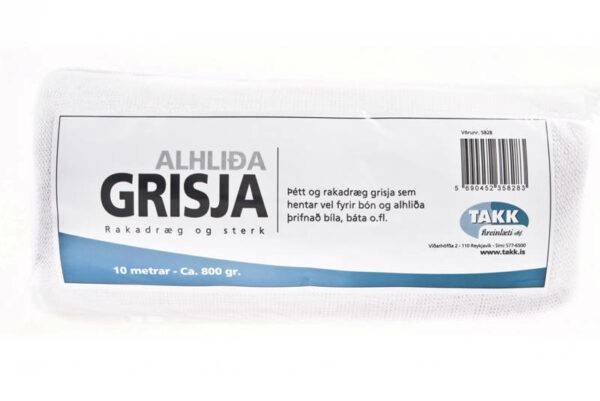 ALHLIÐA
GRISJA
Rakadræg og sterk
10 metrar - Ca. 800 gr.
Þétt og rakadræg grisja sem
hentar vel fyrir bón og alhliða
þrifnað bíla, báta o.fl.
Vörunr. 5828
5 690452 358283
TAKK
hreinlæti ehf
Viðarhöfða 2 - 110 Reykjavík - Sími 577-6500
www.takk.is